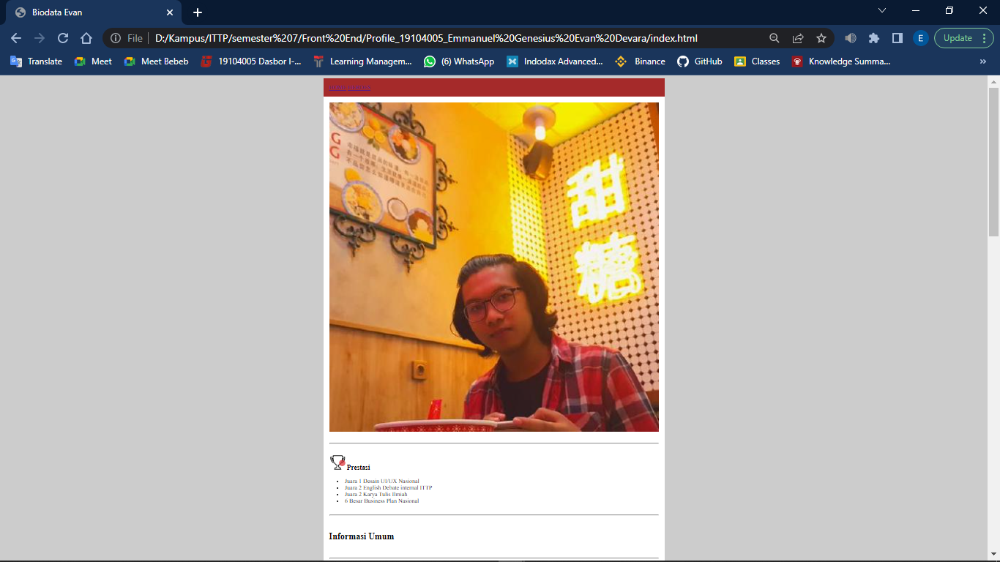 Biodata Evan
File
D:/Kampus/ITTP/semester%207/Front%20End/Profile_19104005_Emmanuel%20Genesius%20Evan%20Devara/index.html
E
Update
Translate
Meet
Meet Bebeb
19104005 Dasbor I-...
Learning Managem...
(6) WhatsApp
Indodax Advanced...
Binance
GitHub
Classes
Knowledge Summa...
»
G
G
甜
糖
Prestasi
Juara 1 Desain UI/UX Nasional
Juara 2 English Debate internal ITTP
Juara 2 Karya Tulis Ilmiah
6 Besar Business Plan Nasional
Informasi Umum